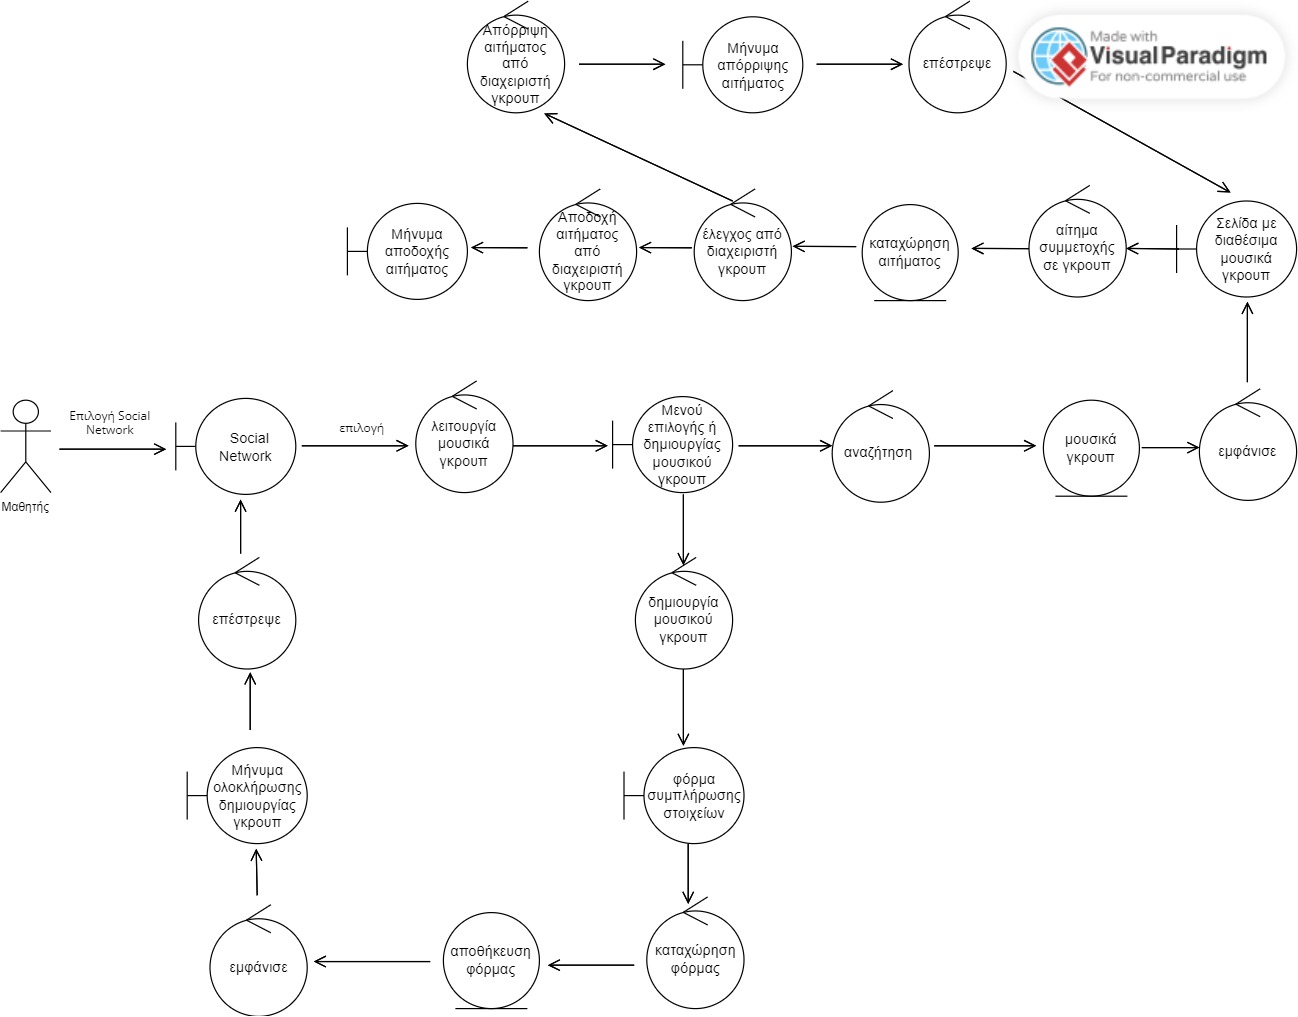 Απόρριψη
αιτήματος
από
διαχειριστή
γκρουπ
Μήνυμα
απόρριψης
αιτήματος
επέστρεψε
Made with
Visual Paradigm
For non-commercial use
Μήνυμα
αποδοχής
αιτήματος
Αποδοχή
αιτήματος
από
διαχειριστή
γκρουπ
έλεγχος από
διαχειριστή
γκρουπ
καταχώρηση
αιτήματος
αίτημα
συμμετοχής
σε γκρουπ
Σελίδα με
διαθέσιμα
μουσικά
γκρουπ
Μαθητής
Επιλογή Social
Network
Social
Network
επιλογή
λειτουργία
μουσικά
γκρουπ
Μενού
επιλογής ή
δημιουργίας
μουσικού
γκρουπ
αναζήτηση
μουσικά
γκρουπ
εμφάνισε
επέστρεψε
δημιουργία
μουσικού
γκρουπ
Μήνυμα
ολοκλήρωσης
δημιουργίας
γκρουπ
φόρμα
συμπλήρωσης
στοιχείων
εμφάνισε
αποθήκευση
φόρμας
καταχώρηση
φόρμας